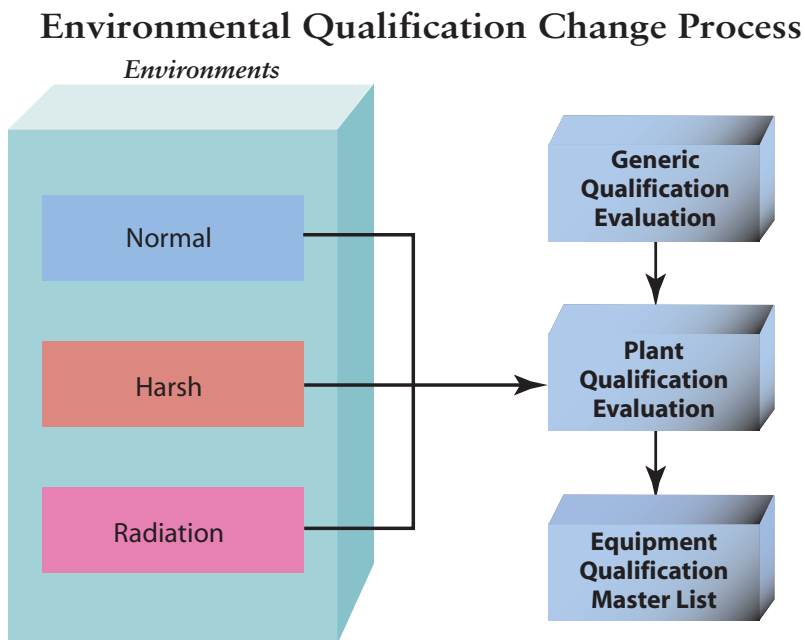 Environmental Qualification Change Process
Environments
Normal
Harsh
Radiation
Generic
Qualification
Evaluation
Plant
Qualification
Evaluation
Equipment
Qualification
Master List